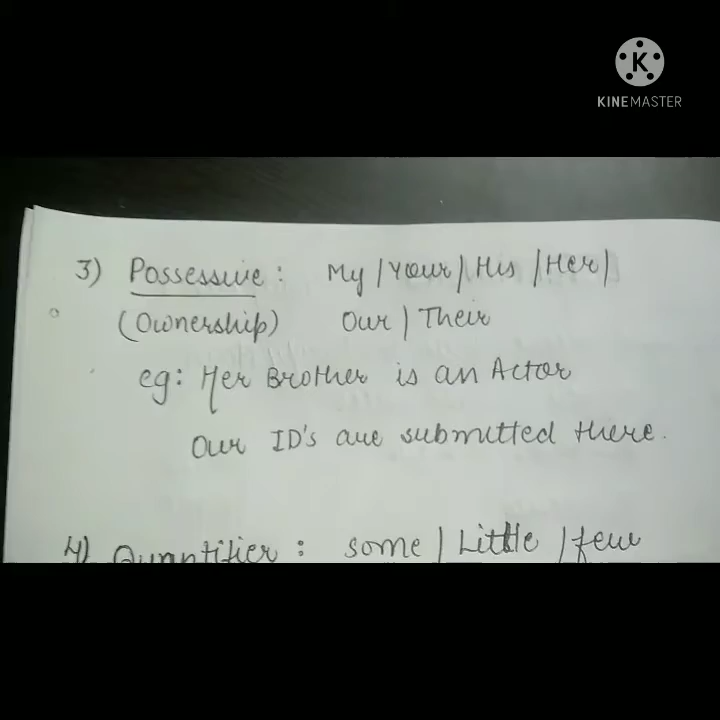 K
KINEMASTER
3) Possessive: My / Your / His / Her /
(Ownership) Our / Their
eg: Her Brother is an Actor
Our ID's are submitted there.
4) Quantifier: some / Little / few